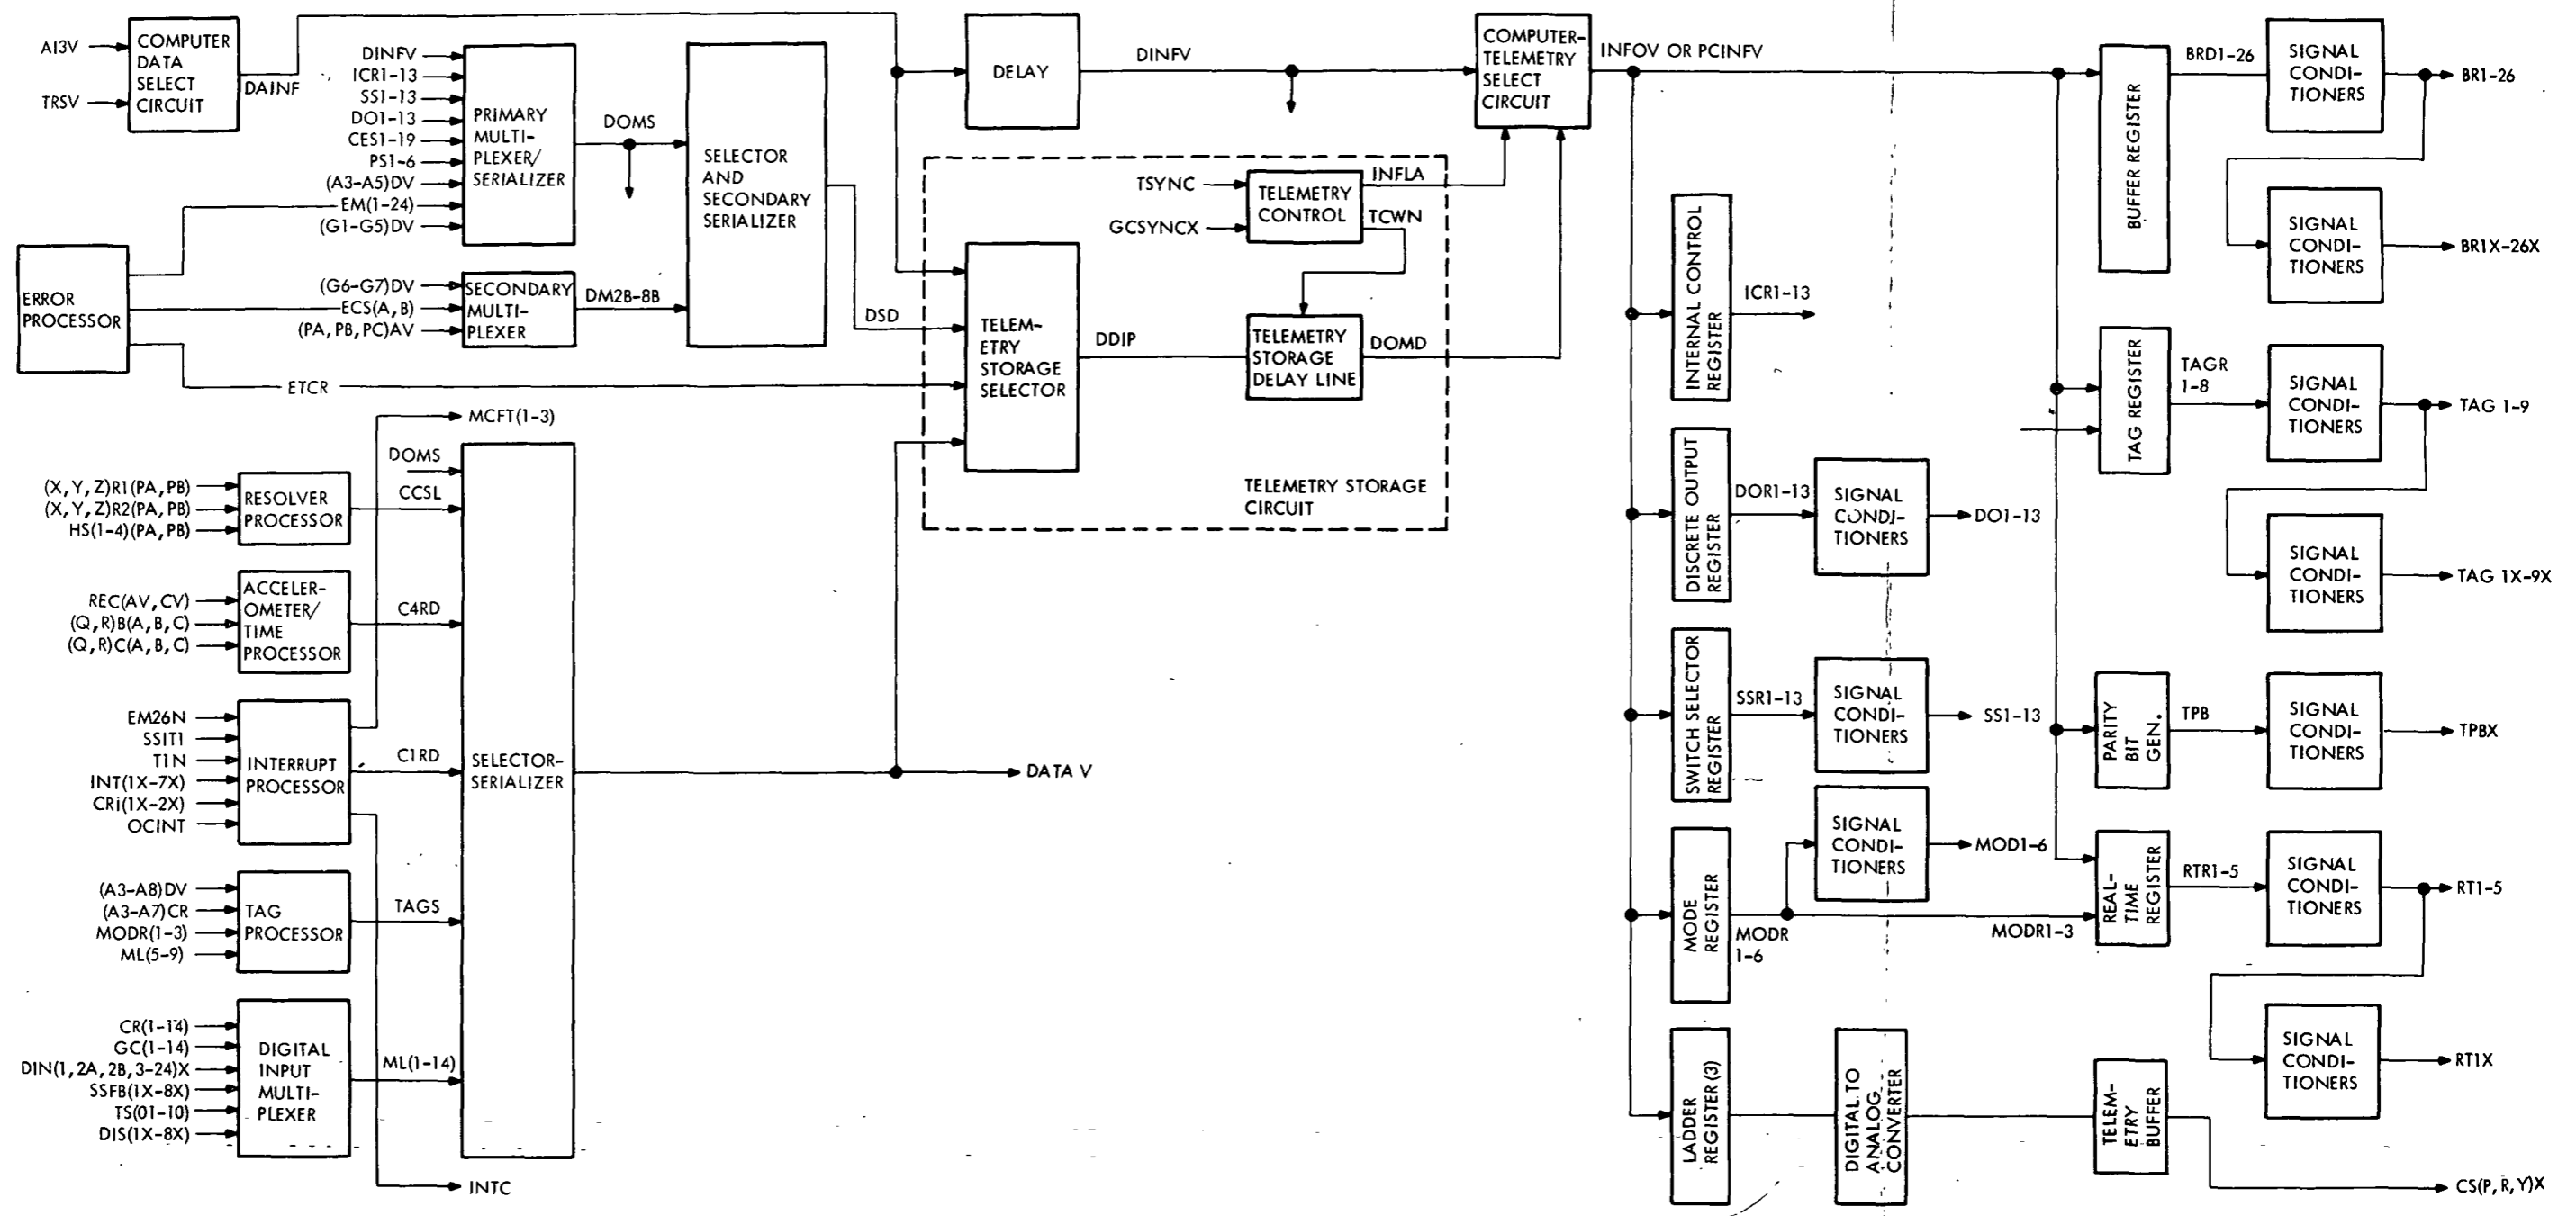 AI3V
TRSV
COMPUTER
DATA
SELECT
CIRCUIT
DAINF
DINFV
ICR1-13
SS1-13
DO1-13
CES1-19
PS1-6
(A3-A5)DV
EM(1-24)
(G1-G5)DV
PRIMARY
MULTI-
PLEXER/
SERIALIZER
DOMS
ERROR
PROCESSOR
(G6-G7)DV
ECS(A, B)
(PA, PB, PC)AV
SECONDARY
MULTI-
PLEXER
DM2B-8B
ETCR
SELECTOR
AND
SECONDARY
SERIALIZER
DSD
DELAY
DINFV
TSYNC
GCSYNCX
TELEMETRY
CONTROL
INFLA
TCWN
TELEM-
ETRY
STORAGE
SELECTOR
DDIP
TELEMETRY
STORAGE
DELAY LINE
DOMD
TELEMETRY STORAGE
CIRCUIT
COMPUTER-
TELEMETRY
SELECT
CIRCUIT
INFOV OR PCINFV
MCFT(1-3)
DOMS
(X,Y,Z)R1(PA, PB)
(X,Y,Z)R2(PA, PB)
HS(1-4)(PA, PB)
RESOLVER
PROCESSOR
CCSL
REC(AV, CV)
(Q,R)B(A, B, C)
(Q,R)C(A, B, C)
ACCELER-
OMETER/
TIME
PROCESSOR
C4RD
EM26N
SSIT1
T1N
INT(1X-7X)
CRi(1X-2X)
OCINT
INTERRUPT
PROCESSOR
C1RD
(A3-A8)DV
(A3-A7)CR
MODR(1-3)
ML(5-9)
TAG
PROCESSOR
TAGS
CR(1-14)
GC(1-14)
DIN(1, 2A, 2B, 3-24)X
SSFB(1X-8X)
TS(01-10)
DIS(1X-8X)
DIGITAL
INPUT
MULTI-
PLEXER
ML(1-14)
SELECTOR-
SERIALIZER
DATA V
INTC
INTERNAL CONTROL
REGISTER
ICR1-13
DISCRETE OUTPUT
REGISTER
DOR1-13
SIGNAL
CONDI-
TIONERS
DO1-13
SWITCH SELECTOR
REGISTER
SSR1-13
SIGNAL
CONDI-
TIONERS
SS1-13
SIGNAL
CONDI-
TIONERS
MOD1-6
MODE
REGISTER
MODR
1-6
MODR1-3
LADDER
REGISTER (3)
DIGITAL TO
ANALOG
CONVERTER
TELEM-
ETRY
BUFFER
CS(P, R, Y)X
BUFFER REGISTER
BRD1-26
SIGNAL
CONDI-
TIONERS
BR1-26
SIGNAL
CONDI-
TIONERS
BR1X-26X
TAG REGISTER
TAGR
1-8
SIGNAL
CONDI-
TIONERS
TAG 1-9
SIGNAL
CONDI-
TIONERS
TAG 1X-9X
PARITY
BIT
GEN.
TPB
SIGNAL
CONDI-
TIONERS
TPBX
REAL-
TIME
REGISTER
RTR1-5
SIGNAL
CONDI-
TIONERS
RT1-5
SIGNAL
CONDI-
TIONERS
RT1X